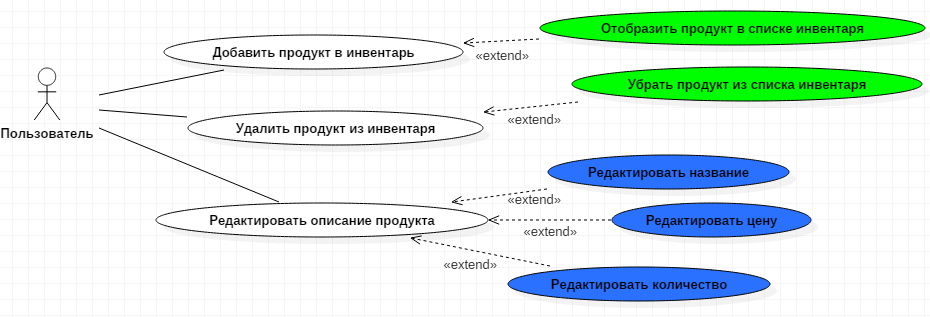 Отобразить продукт в списке инвентаря
Добавить продукт в инвентарь
«extend»
Убрать продукт из списка инвентаря
Пользователь
Удалить продукт из инвентаря
«extend»
Редактировать название
«extend»
Редактировать описание продукта
Редактировать цену
«extend»
«extend»
Редактировать количество